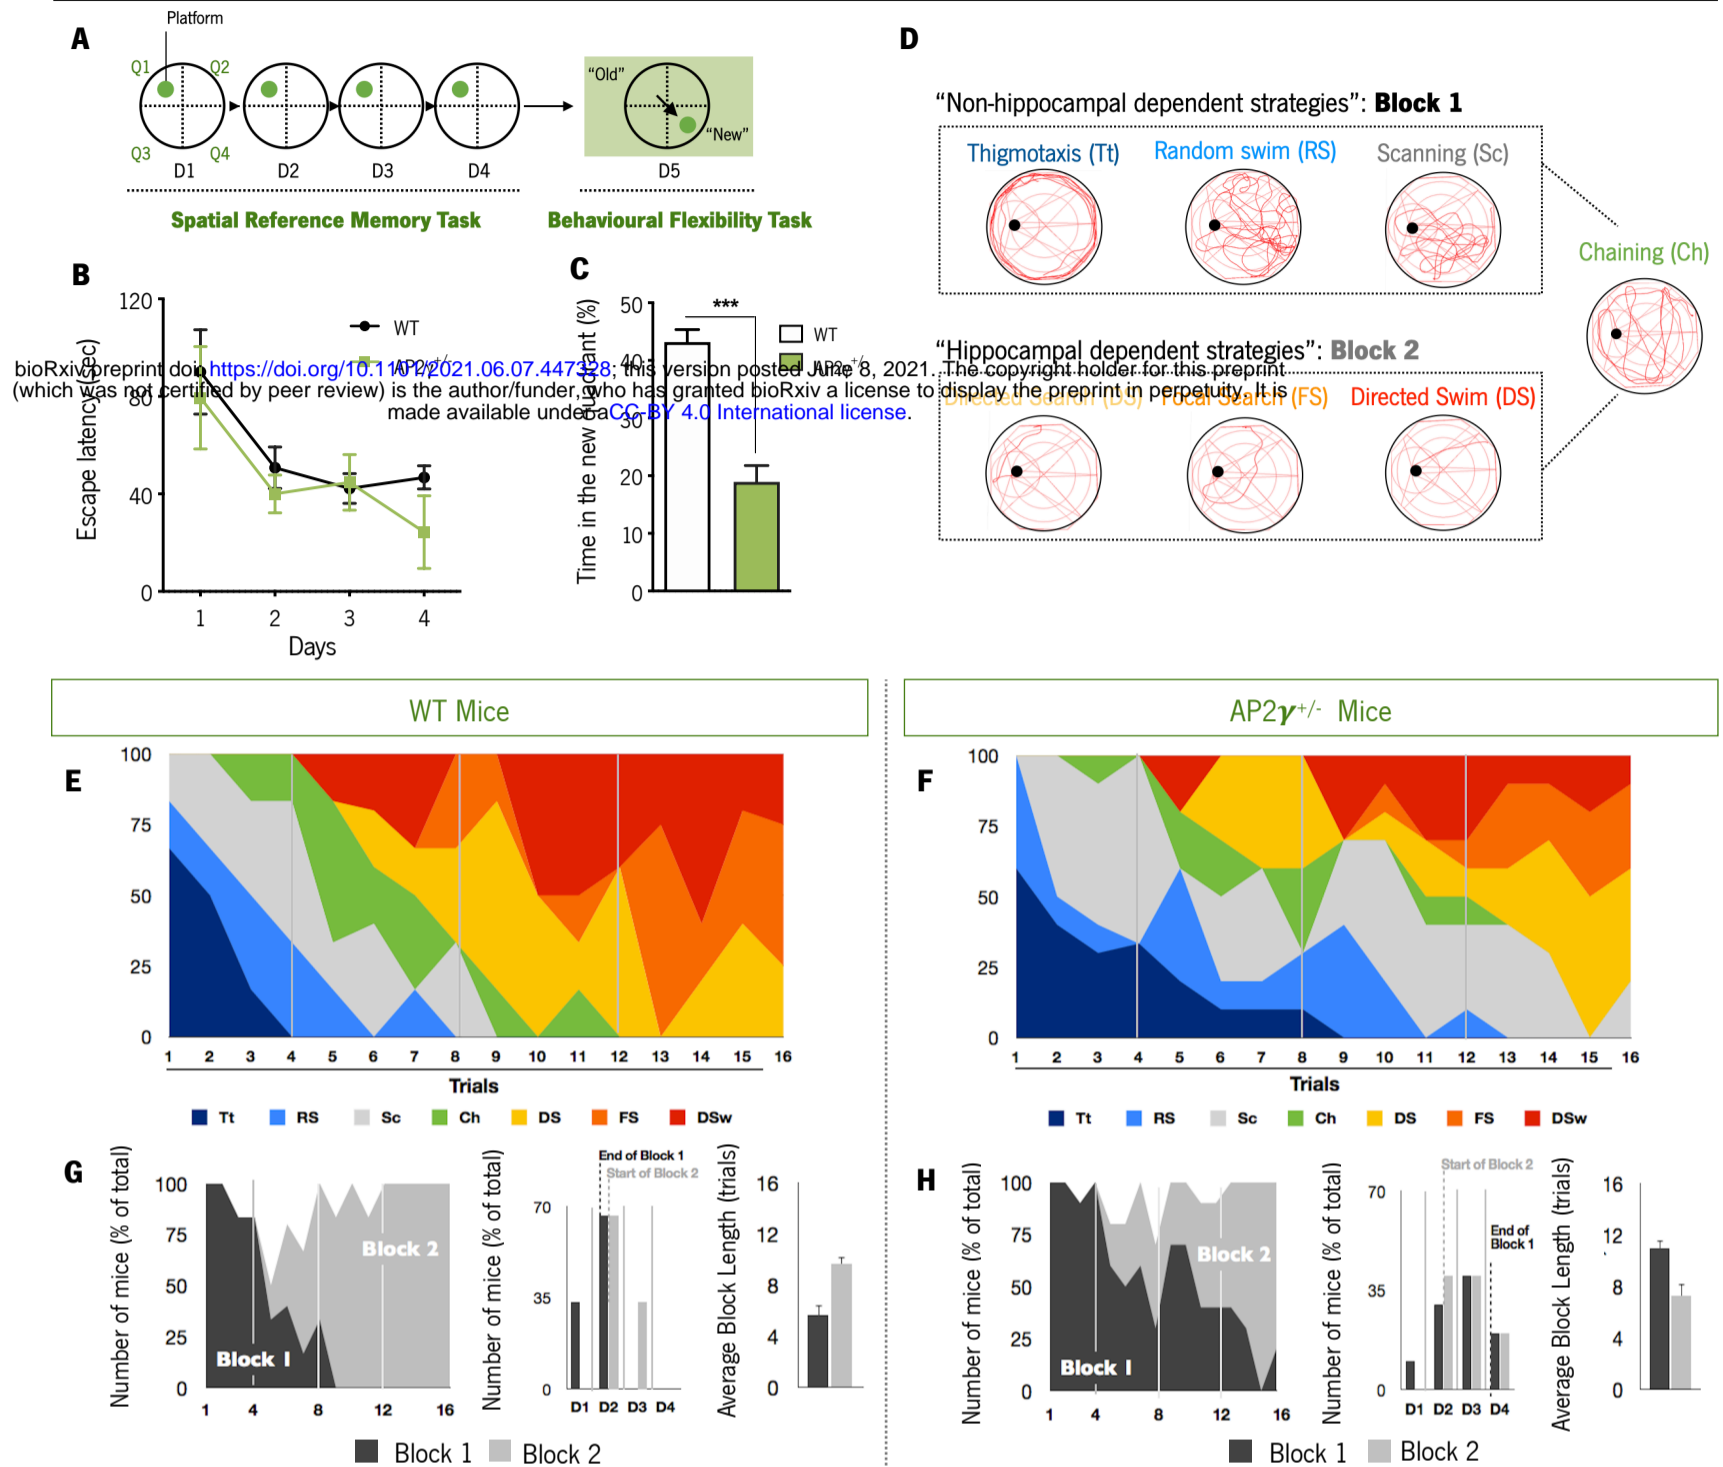 A
Platform
Q1
Q2
Q3
Q4
D1
D2
D3
D4
"Old"
"New"
D5
Spatial Reference Memory Task
Behavioural Flexibility Task
B
Escape latency (Sec)
120
80
40
0
1
2
3
4
Days
WT
AP2γ+/-
C
Time in the new quadrant (%)
50
40
30
20
10
0
***
WT
AP2γ+/-
bioRxiv preprint doi: https://doi.org/10.1101/2021.06.07.447328; this version posted June 8, 2021. The copyright holder for this preprint
(which was not certified by peer review) is the author/funder, who has granted bioRxiv a license to display the preprint in perpetuity. It is
made available under aCC-BY 4.0 International license.
D
"Non-hippocampal dependent strategies": Block 1
Thigmotaxis (Tt)
Random swim (RS)
Scanning (Sc)
Chaining (Ch)
"Hippocampal dependent strategies": Block 2
Directed Search (DS)
Focal Search (FS)
Directed Swim (DS)
WT Mice
AP2γ+/- Mice
E
100
75
50
25
0
1 2 3 4 5 6 7 8 9 10 11 12 13 14 15 16
Trials
Tt RS Sc Ch DS FS DSw
F
100
75
50
25
0
1 2 3 4 5 6 7 8 9 10 11 12 13 14 15 16
Trials
Tt RS Sc Ch DS FS DSw
G
Number of mice (% of total)
100
75
50
25
0
Block 1
Block 2
1 4 8 12 16
Number of mice (% of total)
End of Block 1
Start of Block 2
70
35
0
D1 D2 D3 D4
Average Block Length (trials)
16
12
8
4
0
Block 1 Block 2
H
Number of mice (% of total)
100
75
50
25
0
Block 1
Block 2
1 4 8 12 16
Number of mice (% of total)
Start of Block 2
End of
Block 1
70
35
0
D1 D2 D3 D4
Average Block Length (trials)
16
12
8
4
0
Block 1 Block 2